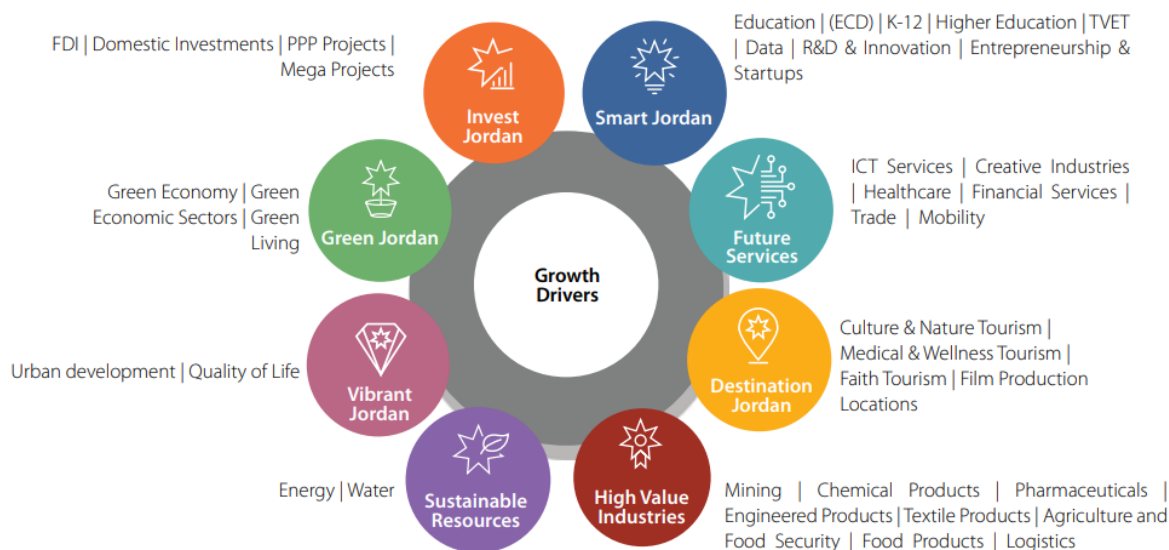 FDI | Domestic Investments | PPP Projects |
Mega Projects
Invest
Jordan
Education | (ECD) | K-12 | Higher Education | TVET
| Data | R&D & Innovation | Entrepreneurship &
Startups
Smart Jordan
ICT Services | Creative Industries
| Healthcare | Financial Services |
Trade | Mobility
Future
Services
Green Economy | Green
Economic Sectors | Green
Living
Green Jordan
Growth
Drivers
Culture & Nature Tourism |
Medical & Wellness Tourism |
Faith Tourism | Film Production
Locations
Destination
Jordan
Urban development | Quality of Life
Vibrant
Jordan
Energy | Water
Sustainable
Resources
High Value
Industries
Mining | Chemical Products | Pharmaceuticals |
Engineered Products | Textile Products | Agriculture and
Food Security | Food Products | Logistics